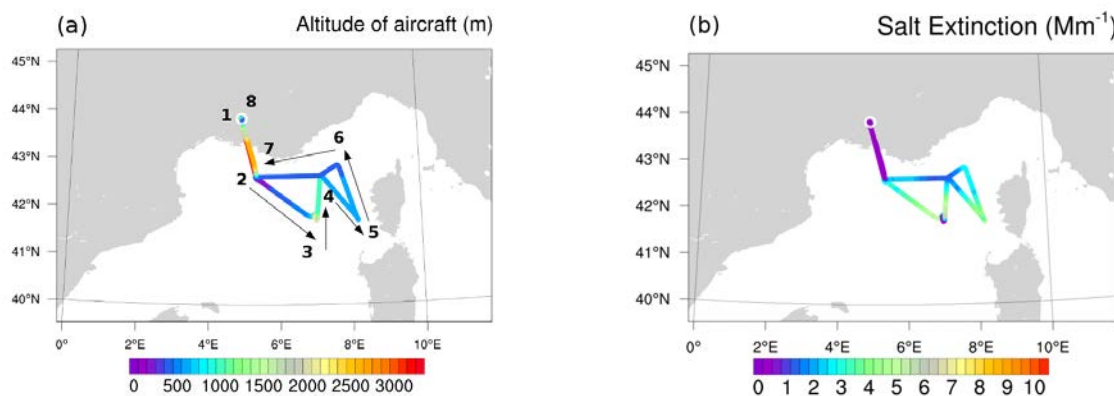 (a) Altitude of aircraft (m)
45°N
44°N
43°N
42°N
41°N
40°N
1 8
7 6
2
4
5
3
0° 2°E 4°E 6°E 8°E 10°E
0 500 1000 1500 2000 2500 3000
(b) Salt Extinction (Mm⁻¹)
45°N
44°N
43°N
42°N
41°N
40°N
0° 2°E 4°E 6°E 8°E 10°E
0 1 2 3 4 5 6 7 8 9 10